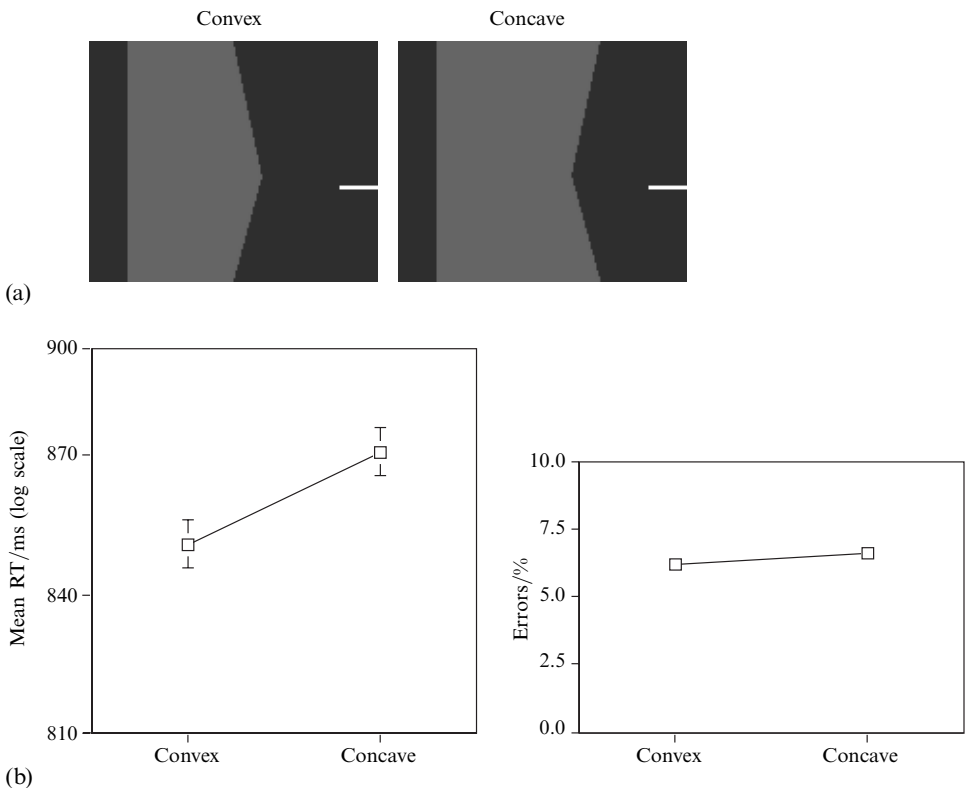 Convex
Concave
(a)
Mean RT/ms (log scale)
900
870
840
810
Convex
Concave
Errors/%
10.0
7.5
5.0
2.5
0.0
Convex
Concave
(b)